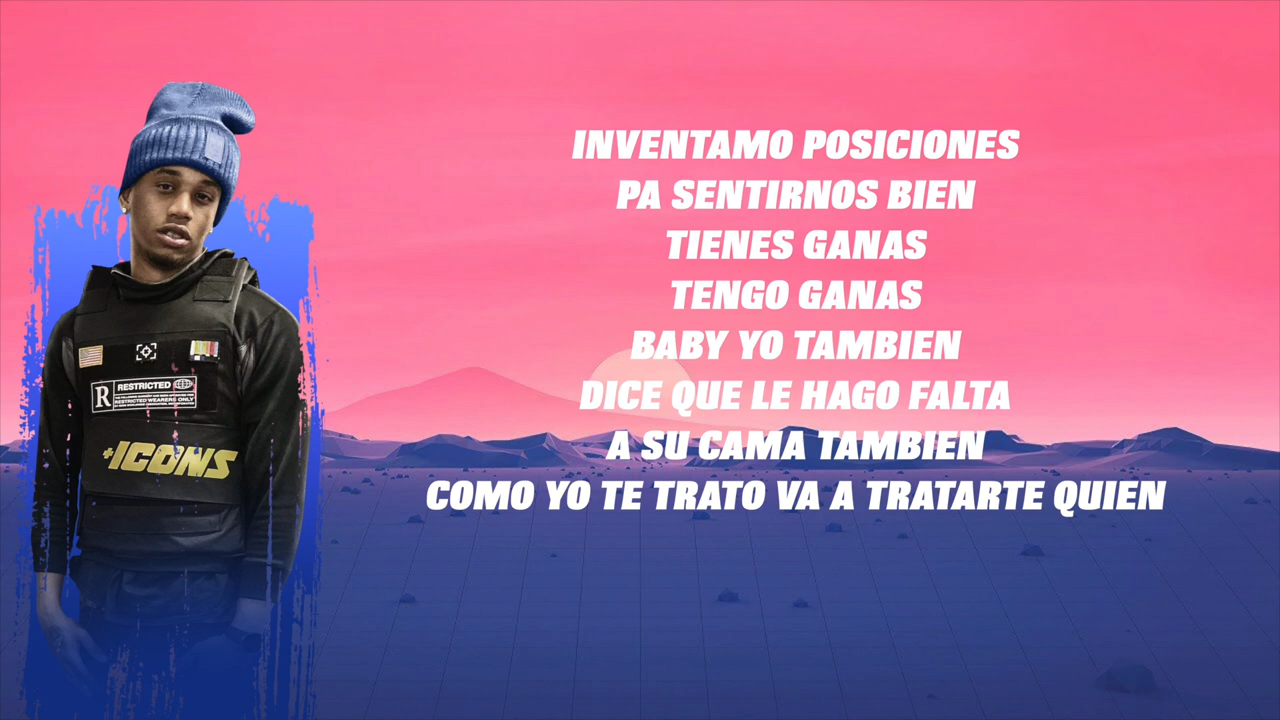 INVENTAMO POSICIONES
PA SENTIRNOS BIEN
TIENES GANAS
TENGO GANAS
BABY YO TAMBIEN
DICE QUE LE HAGO FALTA
A SU CAMA TAMBIEN
COMO YO TE TRATO VA A TRATARTE QUIEN
R RESTRICTED
RESTRICTED WEARERS ONLY
+ICONS